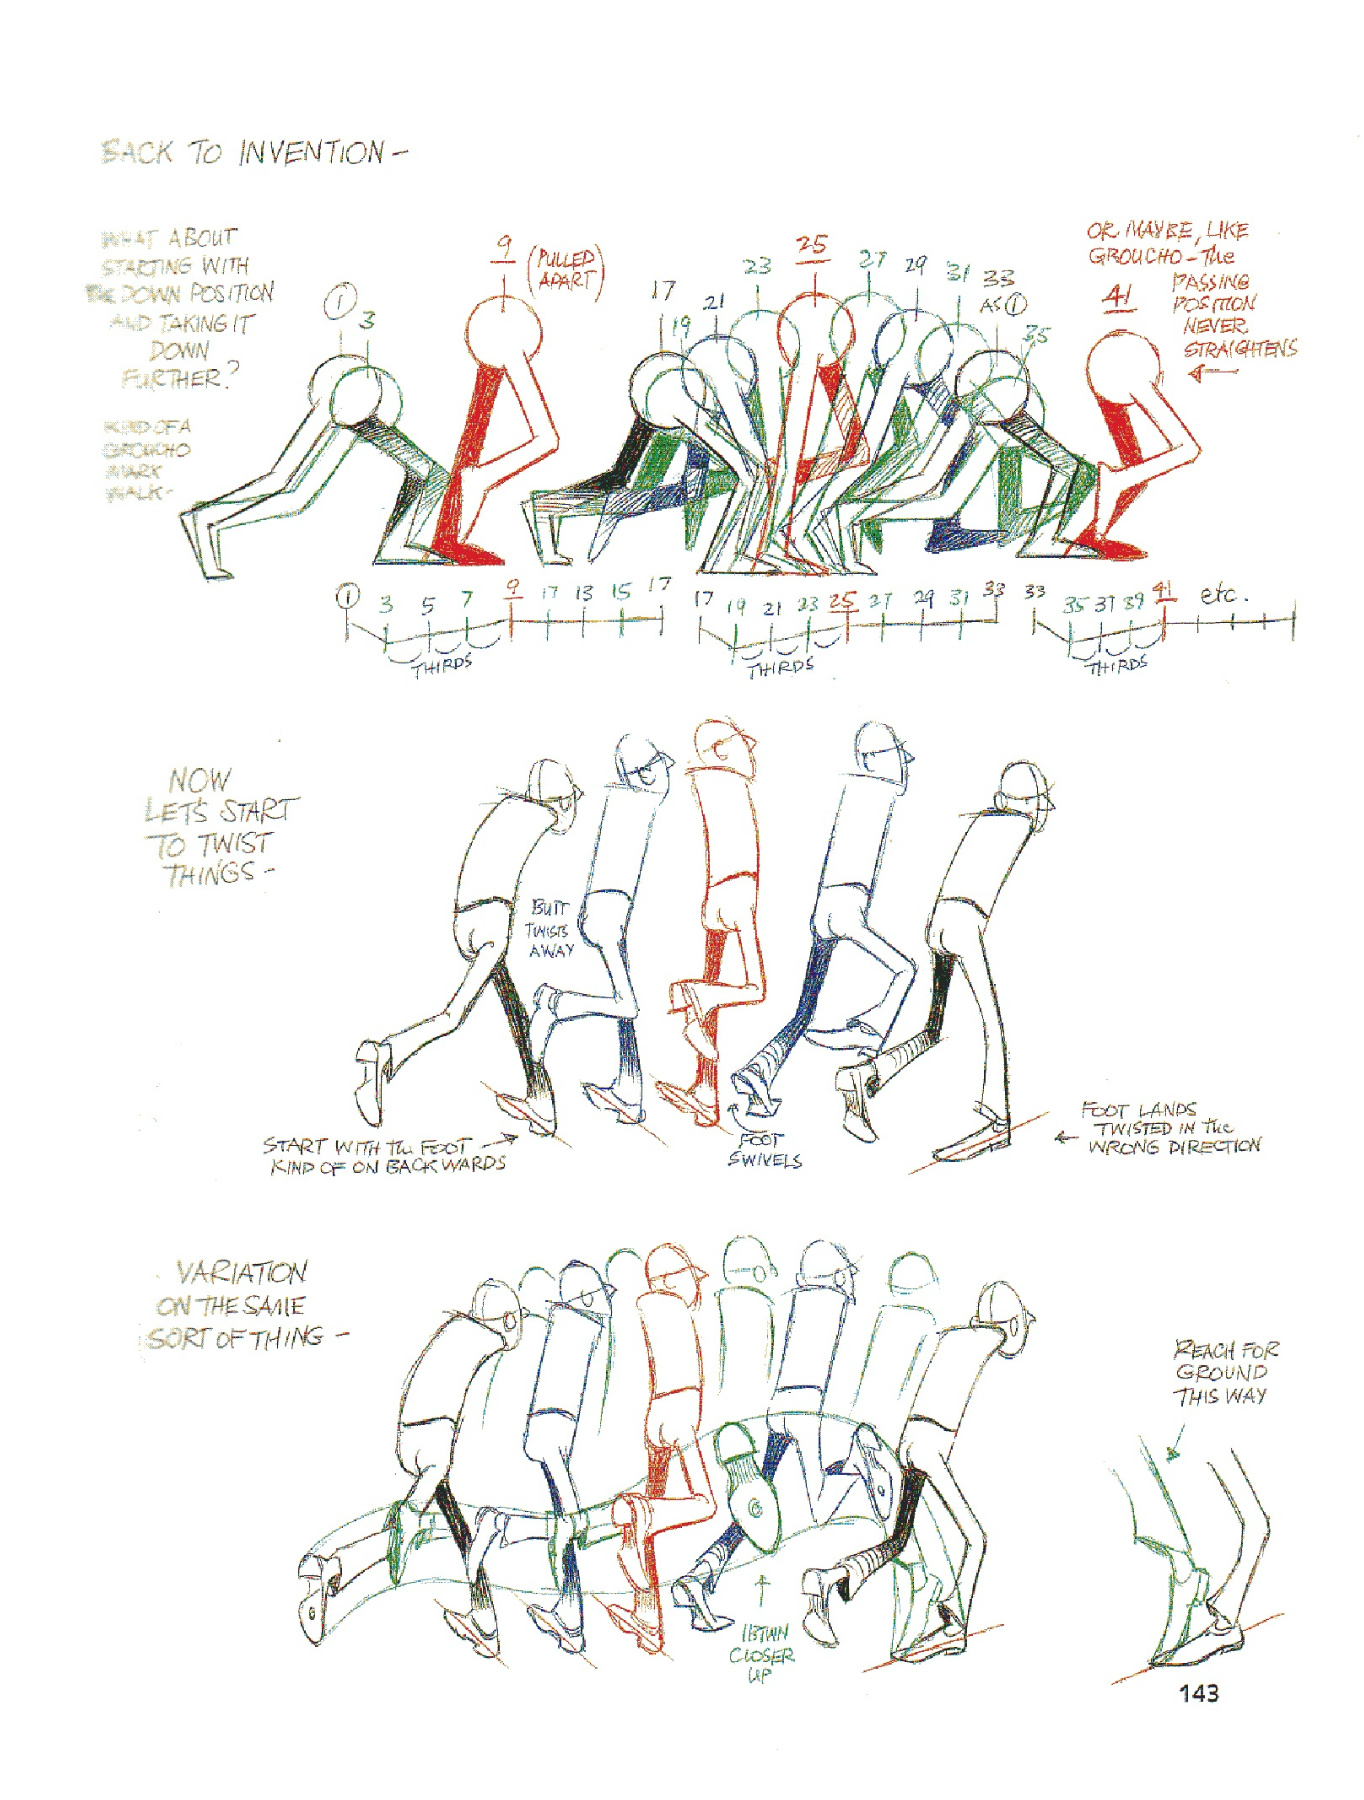 BACK TO INVENTION –
WHAT ABOUT
STARTING WITH
THE DOWN POSITION
AND TAKING IT
DOWN
FURTHER?
KIND OF A
GROUCHO
MARX
WALK –
1
3
9
(PULLED
APART)
17
19
21
23
25
27
29
31
33
AS 1
35
OR MAYBE, LIKE
GROUCHO – The
PASSING
POSITION
NEVER
STRAIGHTENS
41
1 3 5 7 9 17 13 15 17
THIRDS
17 19 21 23 25 27 29 31 33
THIRDS
33 35 37 39 41 etc.
THIRDS
NOW
LET'S START
TO TWIST
THINGS –
BUTT
TWISTS
AWAY
START WITH The FOOT
KIND OF ON BACKWARDS
FOOT
SWIVELS
FOOT LANDS
TWISTED IN The
WRONG DIRECTION
VARIATION
ON THE SAME
SORT OF THING –
REACH FOR
GROUND
THIS WAY
IBTWN
CLOSER
UP
143